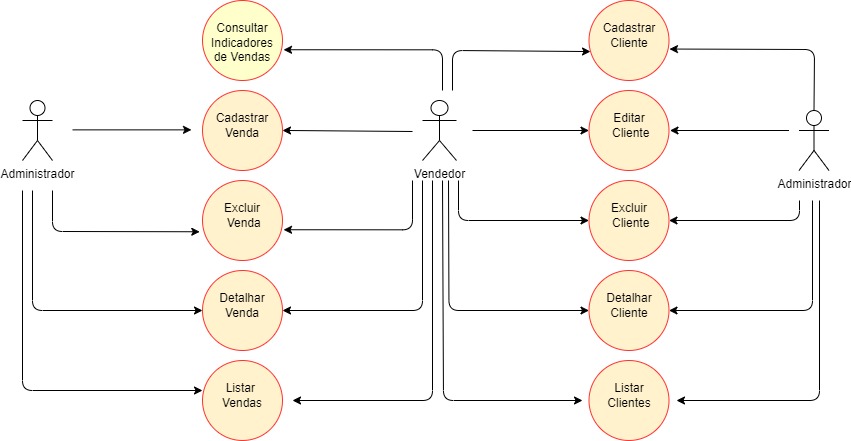 Consultar
Indicadores
de Vendas
Cadastrar
Cliente
Cadastrar
Venda
Editar
Cliente
Administrador
Vendedor
Administrador
Excluir
Venda
Excluir
Cliente
Detalhar
Venda
Detalhar
Cliente
Listar
Vendas
Listar
Clientes